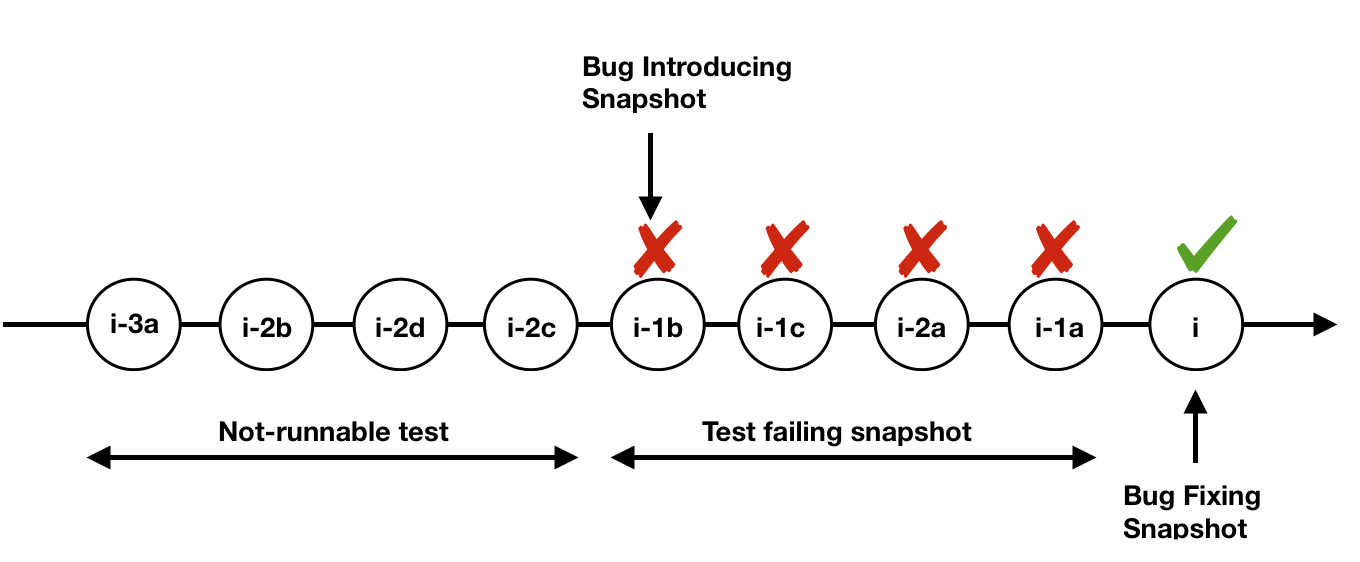 Bug Introducing
Snapshot
i-3a
i-2b
i-2d
i-2c
i-1b
i-1c
i-2a
i-1a
i
Not-runnable test
Test failing snapshot
Bug Fixing
Snapshot